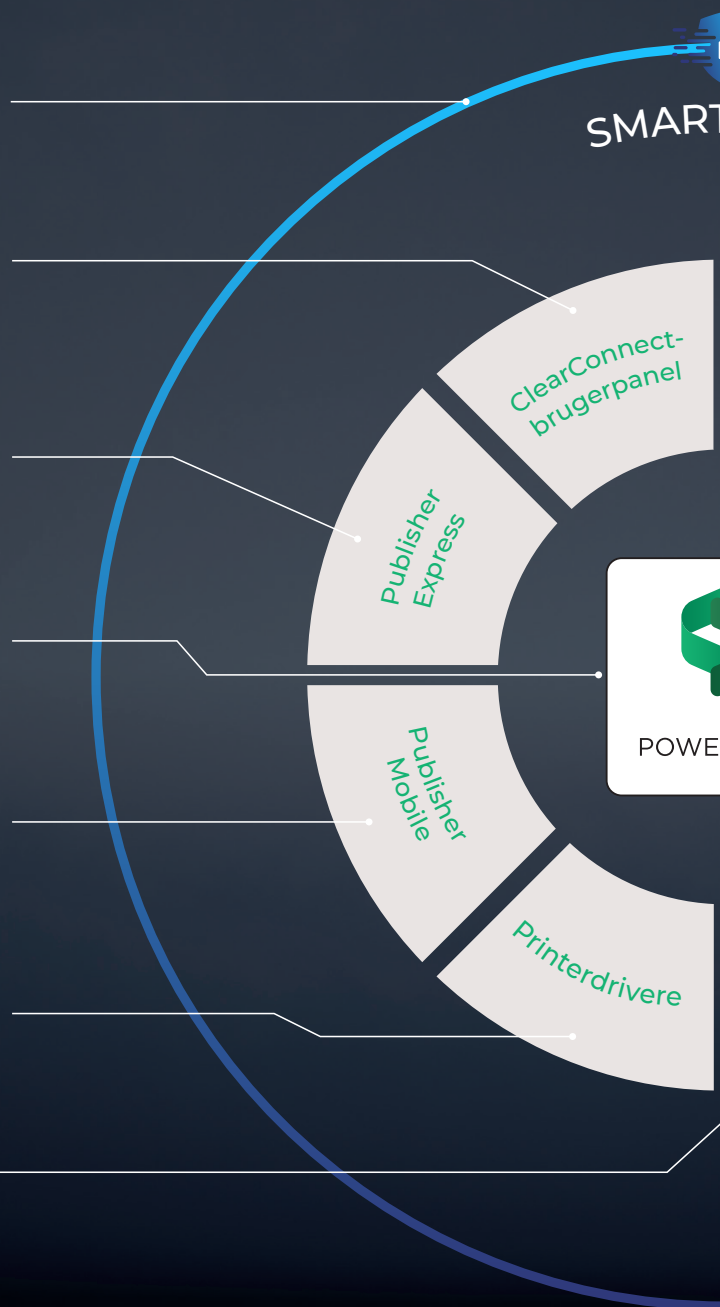 SMART
ClearConnect-
brugerpanel
Publisher
Express
POWE
Publisher
Mobile
Printerdrivere